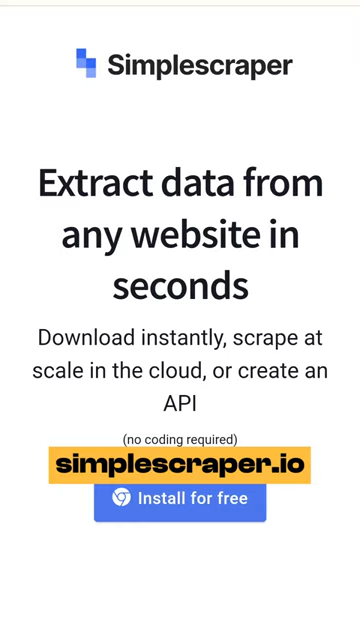 Simplescraper
Extract data from
any website in
seconds
Download instantly, scrape at
scale in the cloud, or create an
API
(no coding required)
simplescraper.io
Install for free